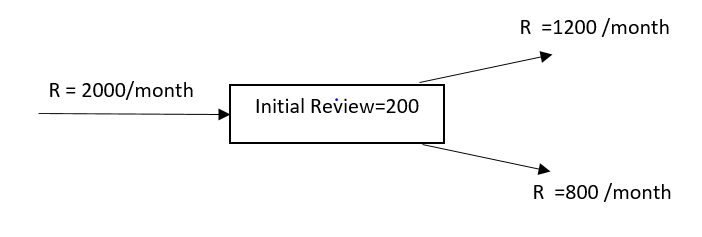 R =1200 /month
R = 2000/month
Initial Review=200
R =800 /month